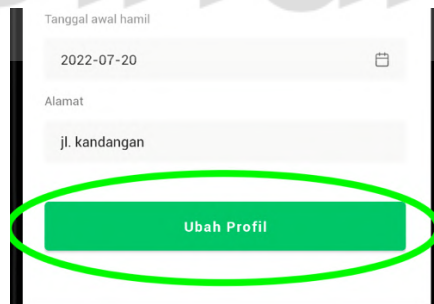 Tanggal awal hamil
2022-07-20
Alamat
jl. kandangan
Ubah Profil